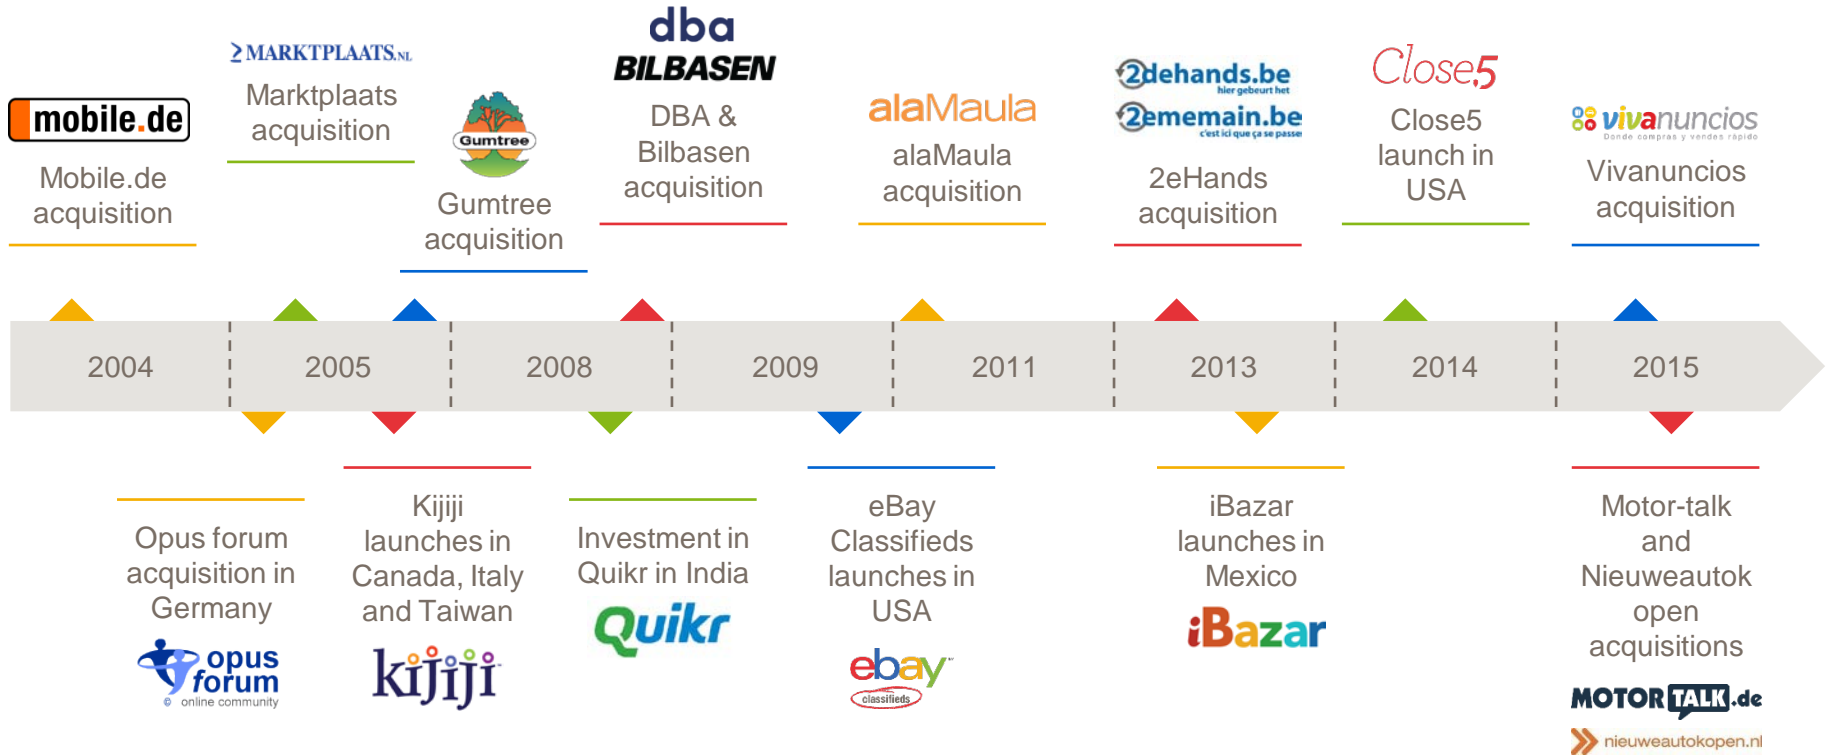 mobile.de
Mobile.de
acquisition
MARKTPLAATS.NL
Marktplaats
acquisition
Gumtree
Gumtree
acquisition
dba
BILBASEN
DBA &
Bilbasen
acquisition
alaMaula
alaMaula
acquisition
2dehands.be
hier gebeurt het
2ememain.be
c'est ici que ça se passe
2eHands
acquisition
Close5
Close5
launch in
USA
vivanuncios
Donde compras y vendes rápido
Vivanuncios
acquisition
2004
2005
2008
2009
2011
2013
2014
2015
Opus forum
acquisition in
Germany
opus
forum
© online community
Kijiji
launches in
Canada, Italy
and Taiwan
kijiji
Investment in
Quikr in India
Quikr
eBay
Classifieds
launches in
USA
ebay
classifieds
iBazar
launches in
Mexico
iBazar
Motor-talk
and
Nieuweautok
open
acquisitions
MOTOR TALK.de
nieuweautokopen.nl